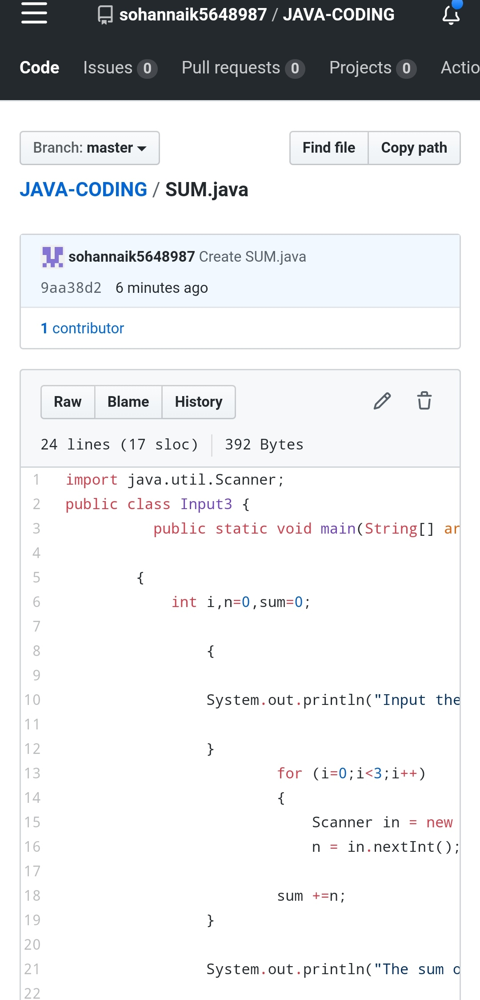 sohannaik5648987 / JAVA-CODING
Code Issues 0 Pull requests 0 Projects 0 Actio
Branch: master Find file Copy path
JAVA-CODING / SUM.java
sohannaik5648987 Create SUM.java
9aa38d2 6 minutes ago
1 contributor
Raw Blame History
24 lines (17 sloc) 392 Bytes
1 import java.util.Scanner;
2 public class Input3 {
3 public static void main(String[] ar
4
5 {
6 int i,n=0,sum=0;
7
8 {
9
10 System.out.println("Input the
11
12 }
13 for (i=0;i<3;i++)
14 {
15 Scanner in = new
16 n = in.nextInt();
17
18 sum +=n;
19 }
20
21 System.out.println("The sum o
22